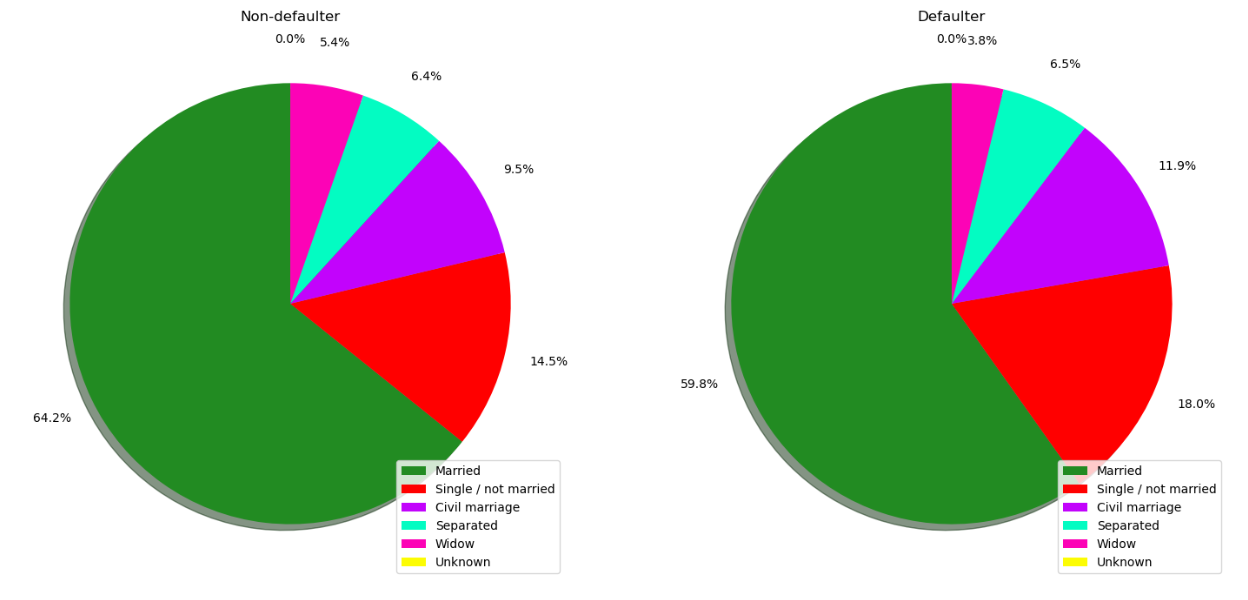 Non-defaulter
0.0%
5.4%
6.4%
9.5%
14.5%
64.2%
Married
Single / not married
Civil marriage
Separated
Widow
Unknown
Defaulter
0.0%
3.8%
6.5%
11.9%
59.8%
18.0%
Married
Single / not married
Civil marriage
Separated
Widow
Unknown